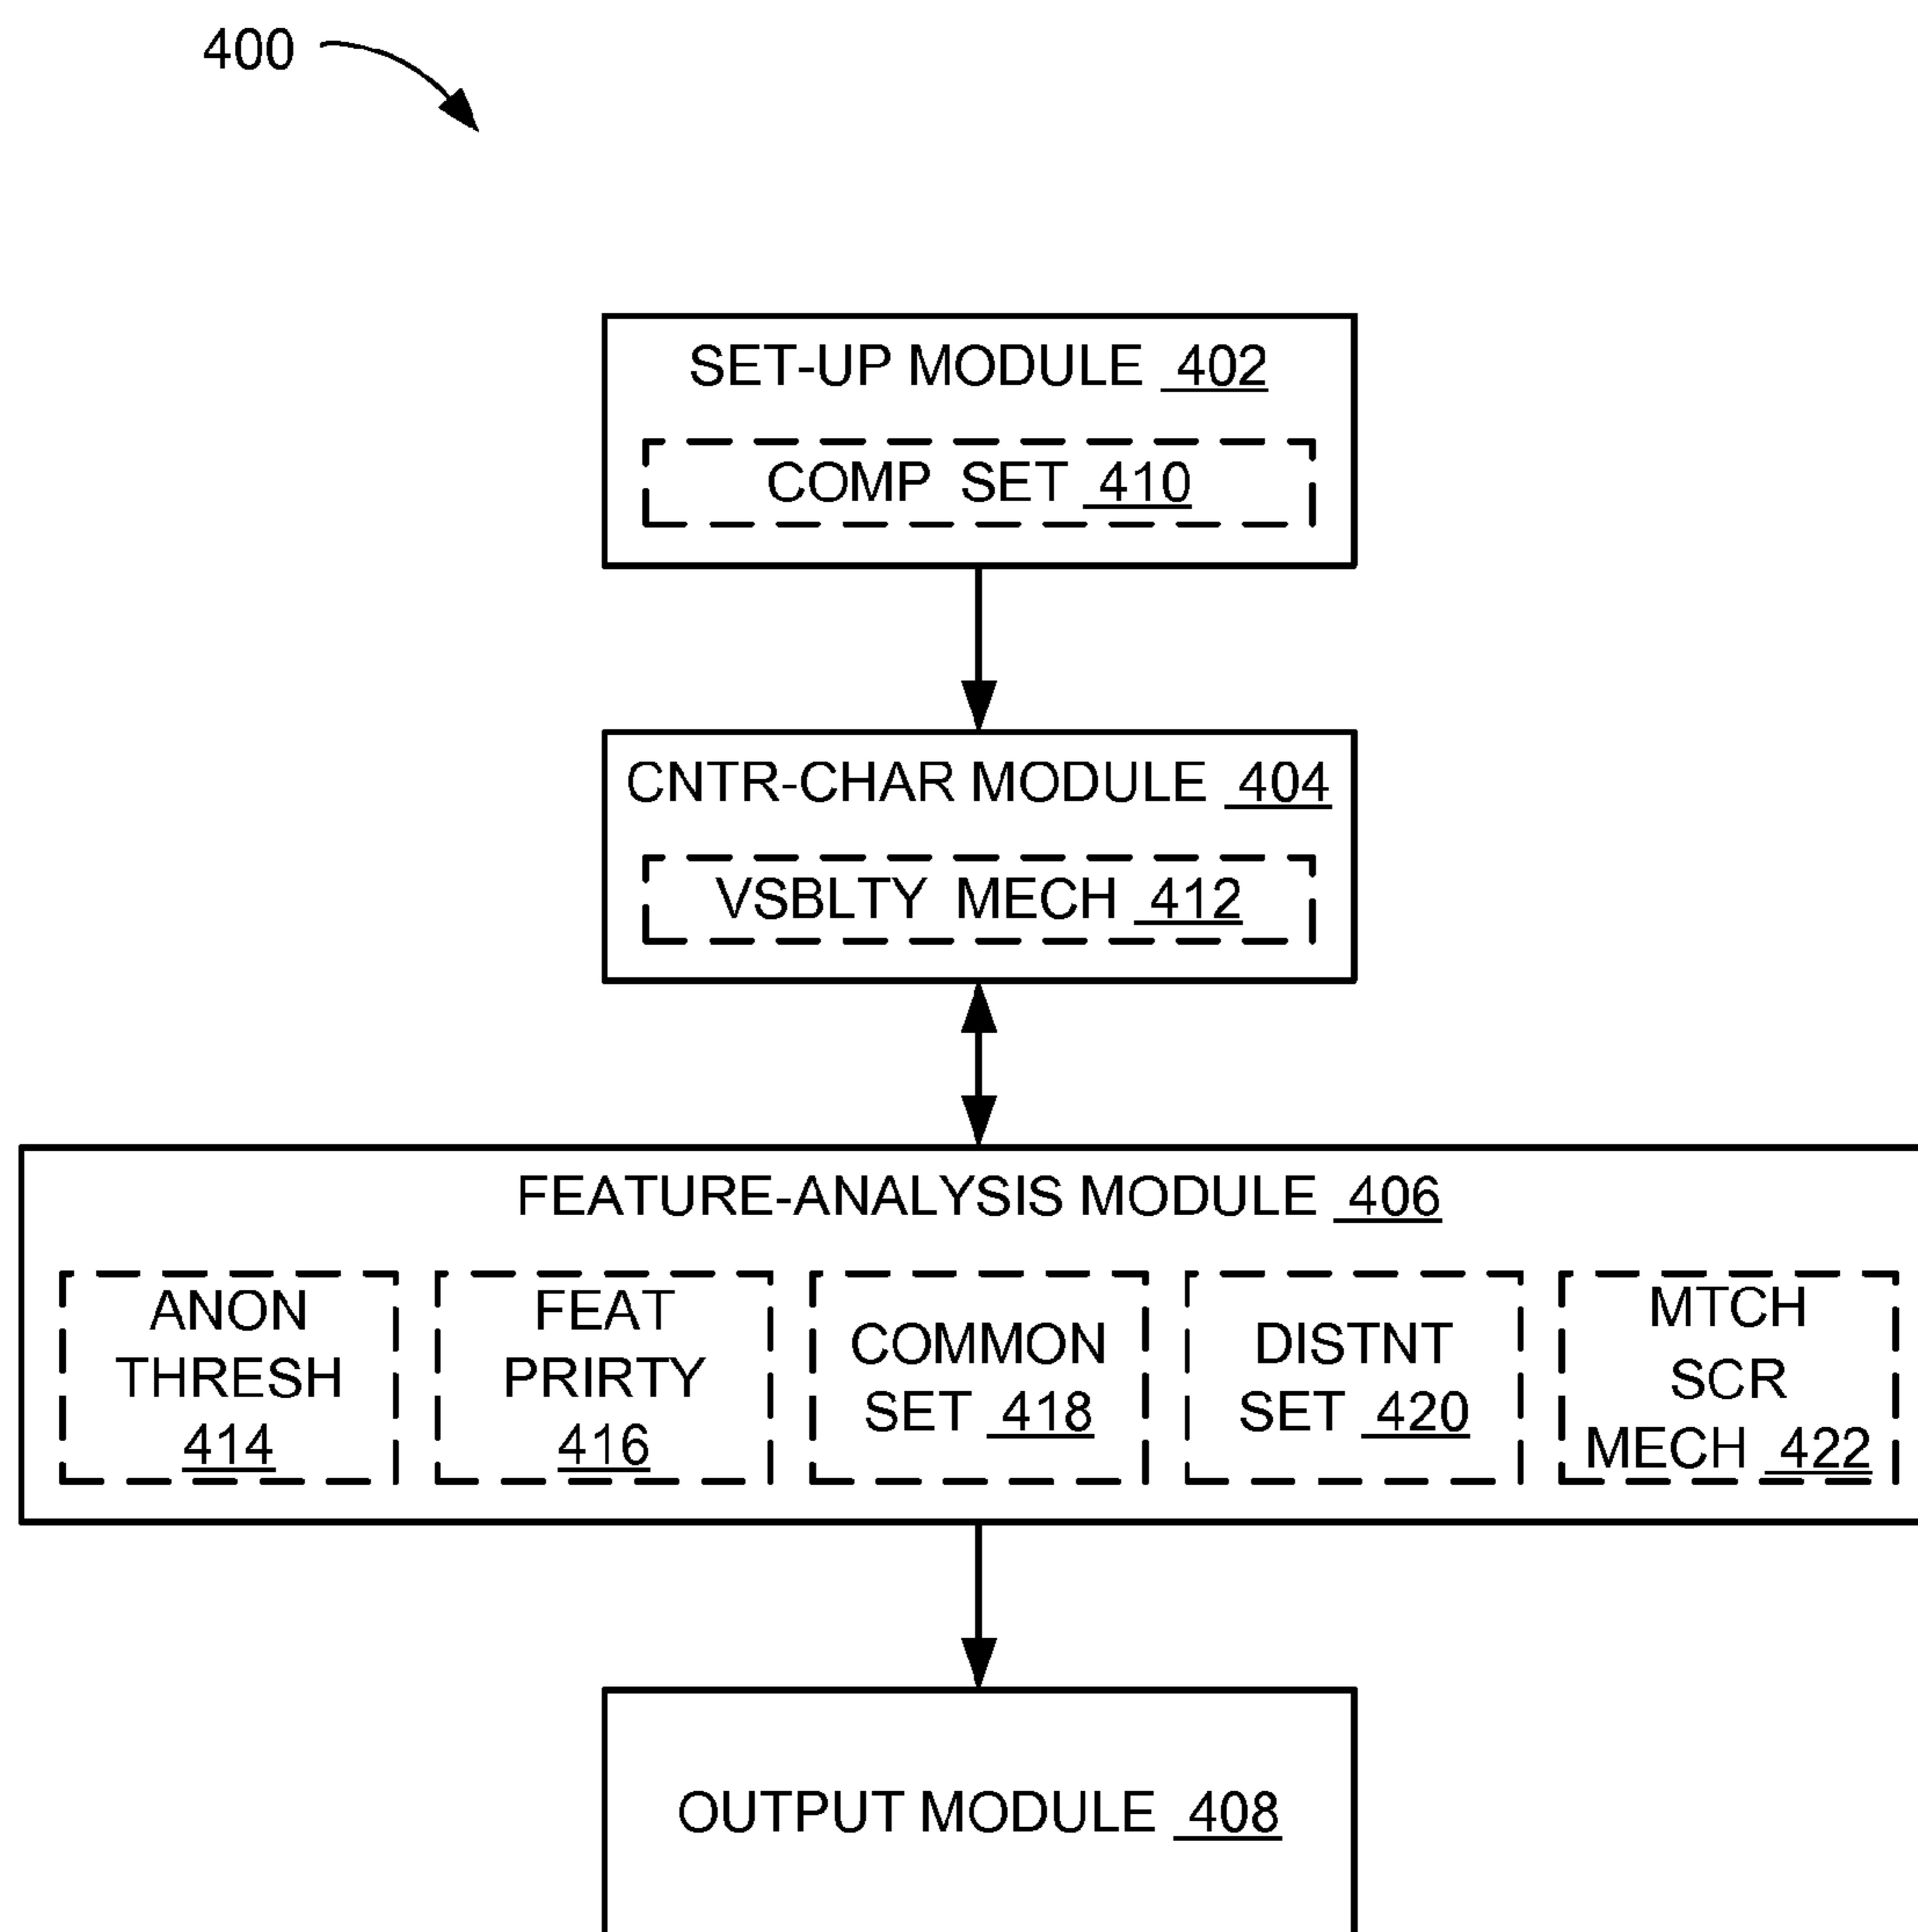 400
SET-UP MODULE 402
COMP SET 410
CNTR-CHAR MODULE 404
VSBLTY MECH 412
FEATURE-ANALYSIS MODULE 406
ANON
THRESH
414
FEAT
PRIRTY
416
COMMON
SET 418
DISTNT
SET 420
MTCH
SCR
MECH 422
OUTPUT MODULE 408